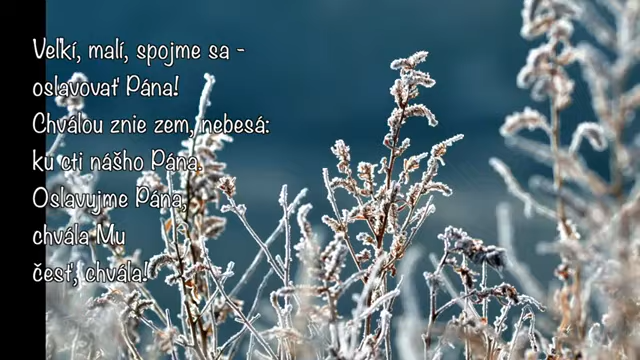 Veľkí, malí, spojme sa -
oslavovať Pána!
Chválou znie zem, nebesá:
ku cti nášho Pána.
Oslavujme Pána,
chvála Mu
česť, chvála!